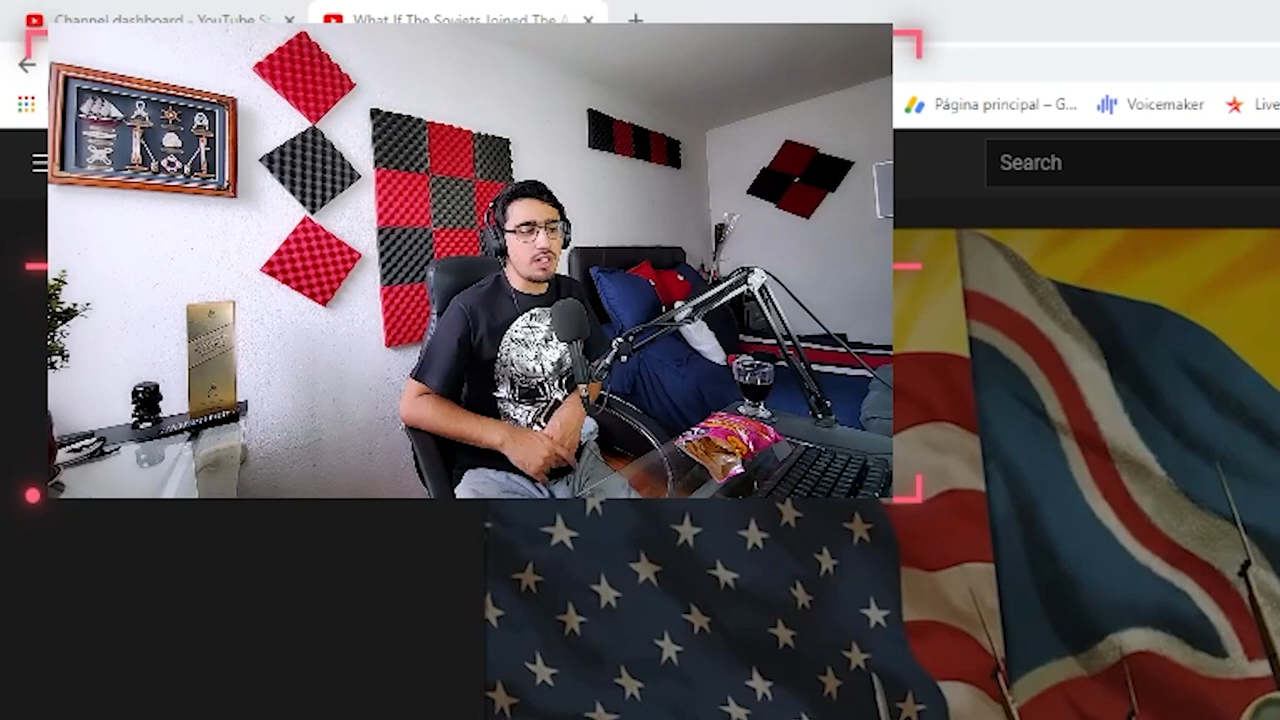 Channel dashboard - YouTube St
What If The Soviets Joined The A
Página principal – G...
Voicemaker
Live
Search